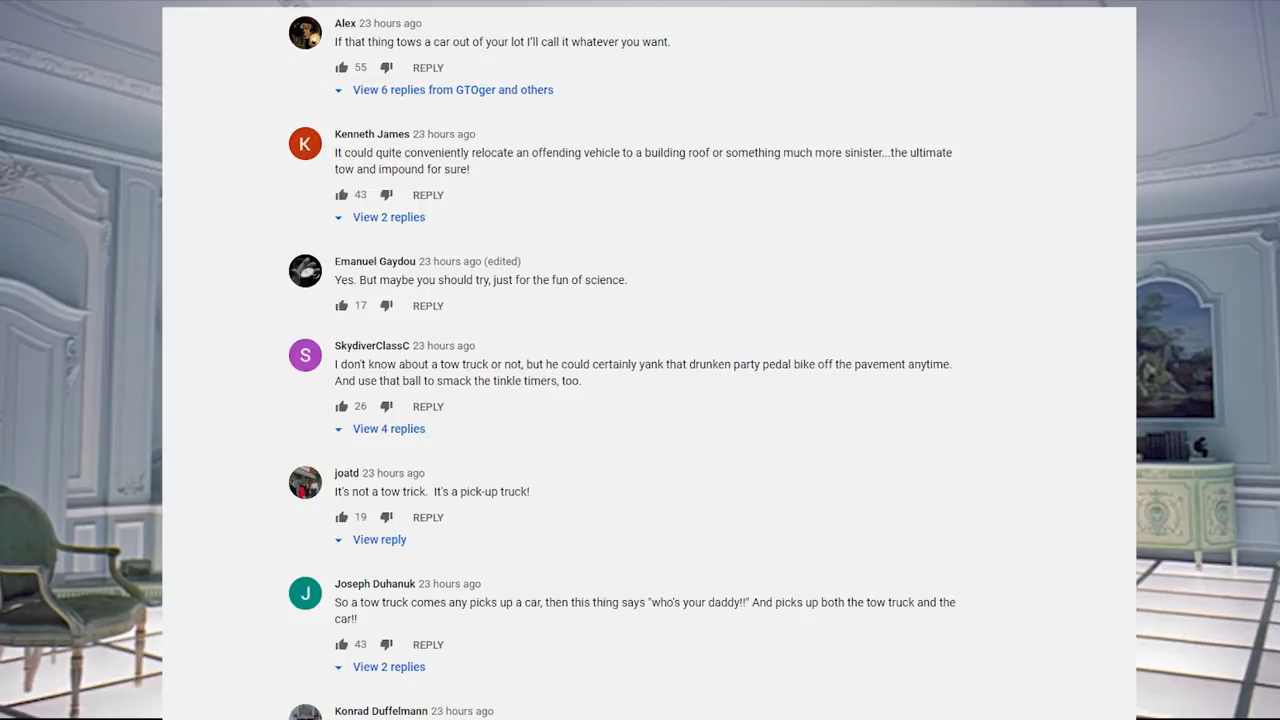 Alex 23 hours ago
If that thing tows a car out of your lot I'll call it whatever you want.
55 REPLY
View 6 replies from GTOger and others
K
Kenneth James 23 hours ago
It could quite conveniently relocate an offending vehicle to a building roof or something much more sinister...the ultimate
tow and impound for sure!
43 REPLY
View 2 replies
Emanuel Gaydou 23 hours ago (edited)
Yes. But maybe you should try, just for the fun of science.
17 REPLY
S
SkydiverClassC 23 hours ago
I don't know about a tow truck or not, but he could certainly yank that drunken party pedal bike off the pavement anytime.
And use that ball to smack the tinkle timers, too.
26 REPLY
View 4 replies
joatd 23 hours ago
It's not a tow trick.  It's a pick-up truck!
19 REPLY
View reply
J
Joseph Duhanuk 23 hours ago
So a tow truck comes any picks up a car, then this thing says "who's your daddy!!" And picks up both the tow truck and the
car!!
43 REPLY
View 2 replies
Konrad Duffelmann 23 hours ago